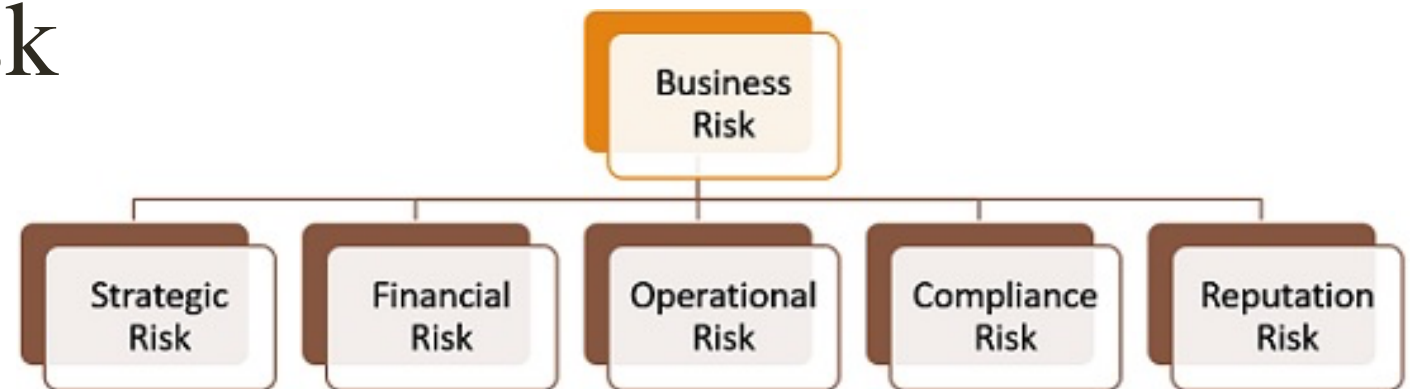 k
Business
Risk
Strategic
Risk
Financial
Risk
Operational
Risk
Compliance
Risk
Reputation
Risk